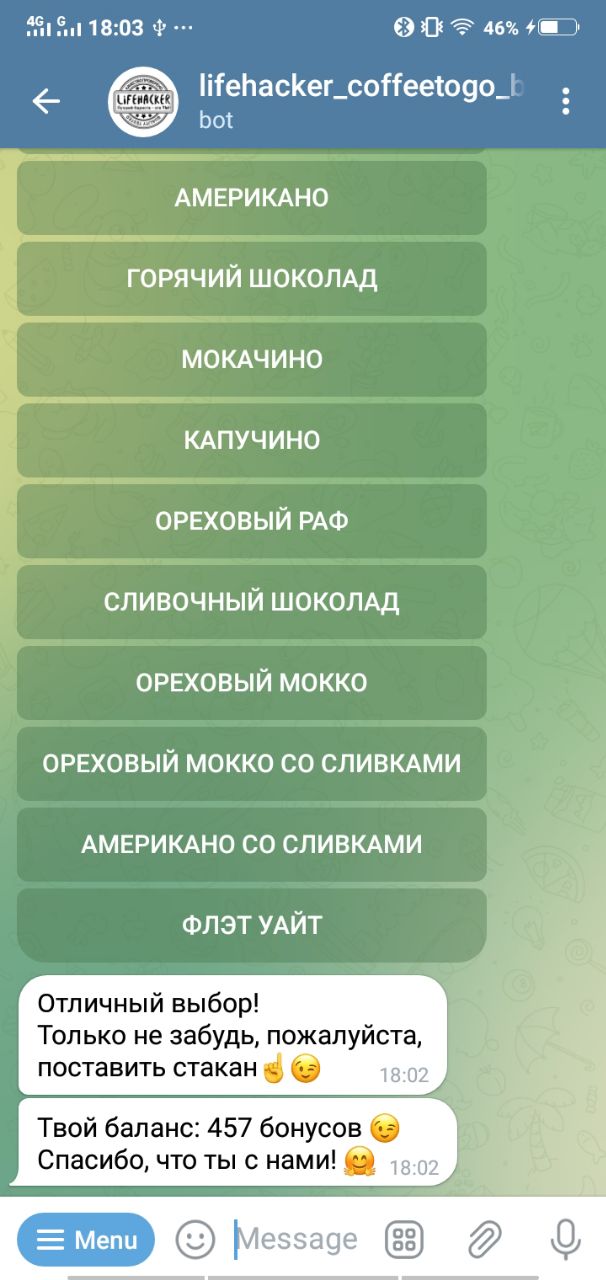 4G G 18:03 46%
LIFEHACKER
lifehacker_coffeetogo_b
bot
АМЕРИКАНО
ГОРЯЧИЙ ШОКОЛАД
МОКАЧИНО
КАПУЧИНО
ОРЕХОВЫЙ РАФ
СЛИВОЧНЫЙ ШОКОЛАД
ОРЕХОВЫЙ МОККО
ОРЕХОВЫЙ МОККО СО СЛИВКАМИ
АМЕРИКАНО СО СЛИВКАМИ
ФЛЭТ УАЙТ
Отличный выбор!
Только не забудь, пожалуйста,
поставить стакан☝😉 18:02
Твой баланс: 457 бонусов 😉
Спасибо, что ты с нами! 🤗 18:02
Menu Message